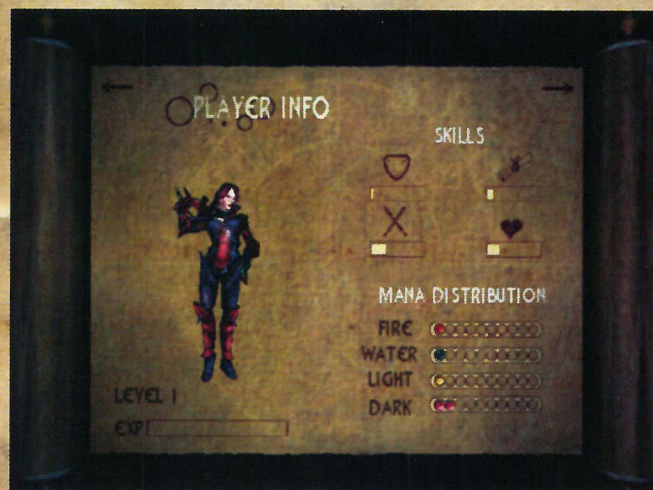 PLAYER INFO
SKILLS
MANA DISTRIBUTION
FIRE
WATER
LIGHT
DARK
LEVEL 1
EXP!